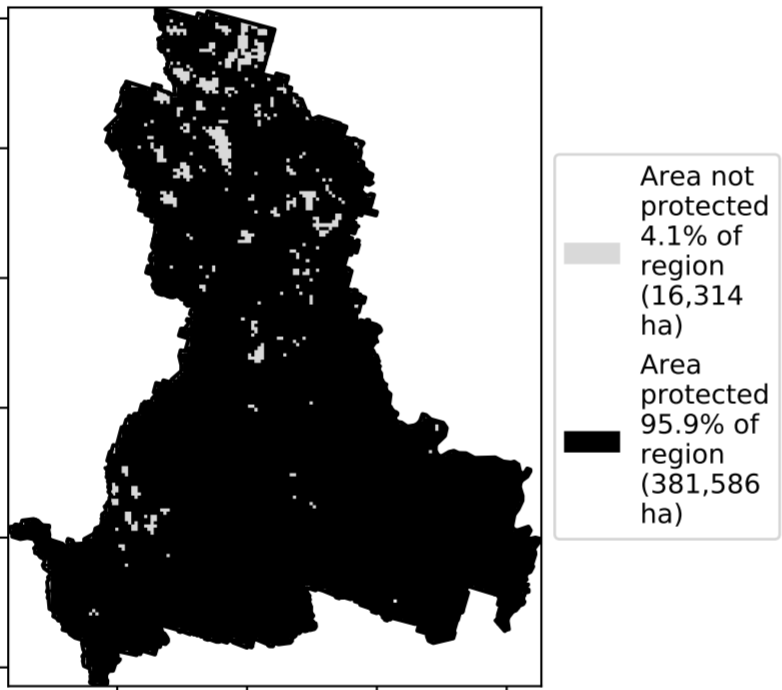 Area not
protected
4.1% of
region
(16,314
ha)
Area
protected
95.9% of
region
(381,586
ha)